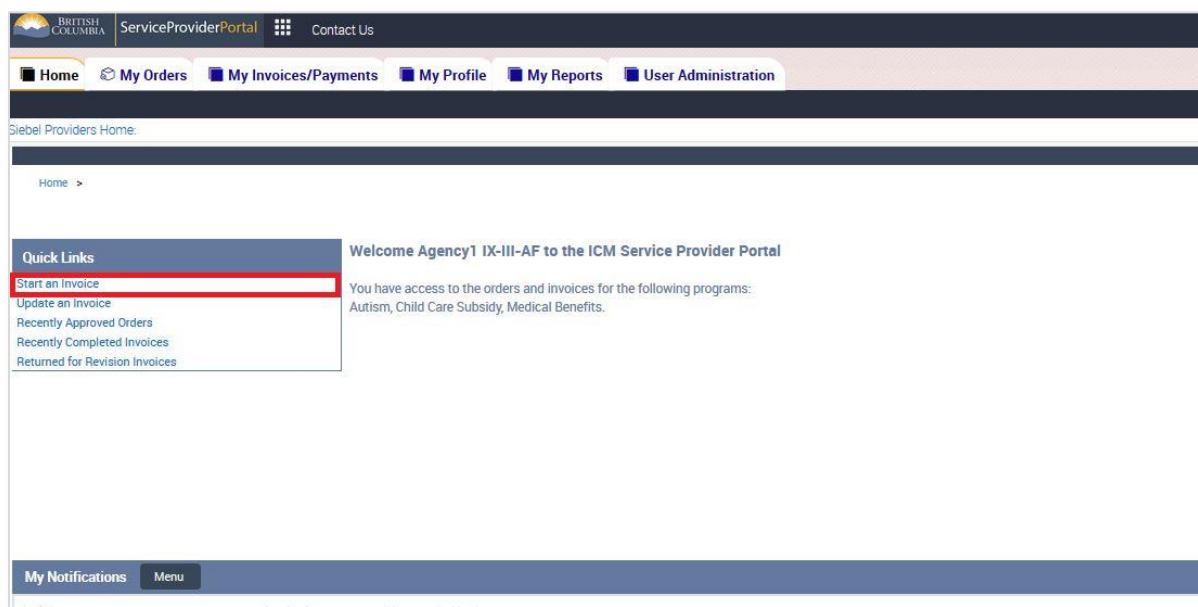 BRITISH
COLUMBIA
ServiceProviderPortal
Contact Us
Home
My Orders
My Invoices/Payments
My Profile
My Reports
User Administration
Siebel Providers Home:
Home >
Quick Links
Start an Invoice
Update an Invoice
Recently Approved Orders
Recently Completed Invoices
Returned for Revision Invoices
Welcome Agency1 IX-III-AF to the ICM Service Provider Portal
You have access to the orders and invoices for the following programs:
Autism, Child Care Subsidy, Medical Benefits.
My Notifications
Menu